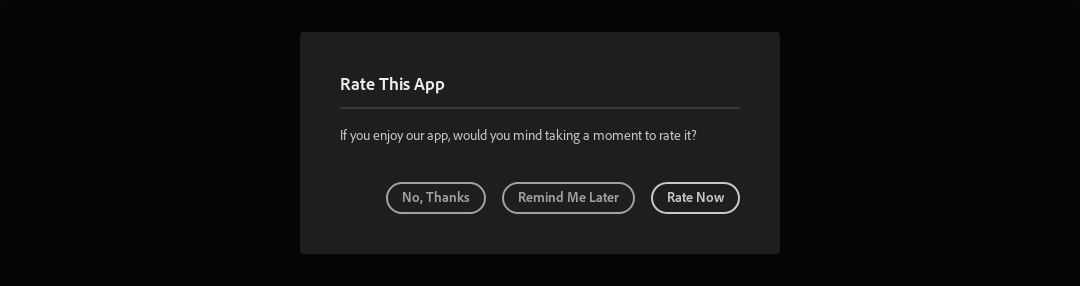 Rate This App
If you enjoy our app, would you mind taking a moment to rate it?
No, Thanks
Remind Me Later
Rate Now